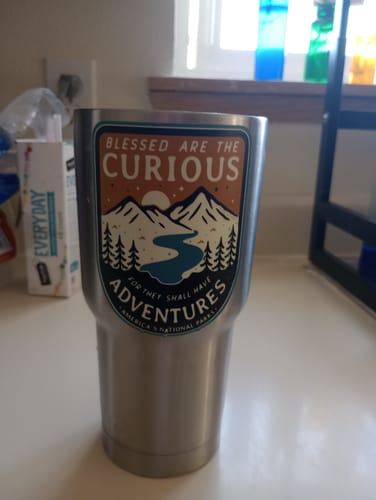 BLESSED ARE THE
CURIOUS
FOR THEY SHALL HAVE
ADVENTURES
AMERICA'S NATIONAL PARKS
EVERYDAY